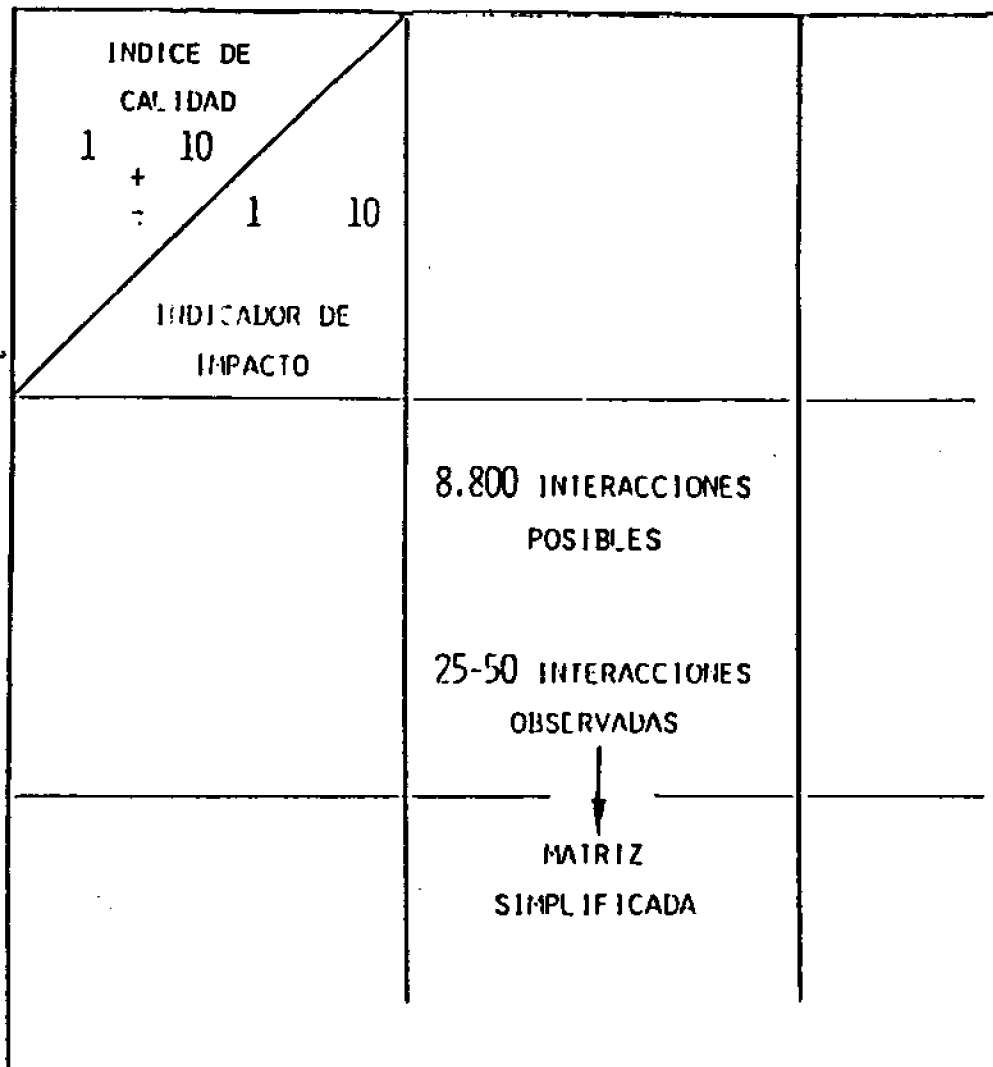 INDICE DE
CALIDAD
1 10
+
-
1 10
INDICADOR DE
IMPACTO
8.800 INTERACCIONES
POSIBLES
25-50 INTERACCIONES
OBSERVADAS
MATRIZ
SIMPLIFICADA